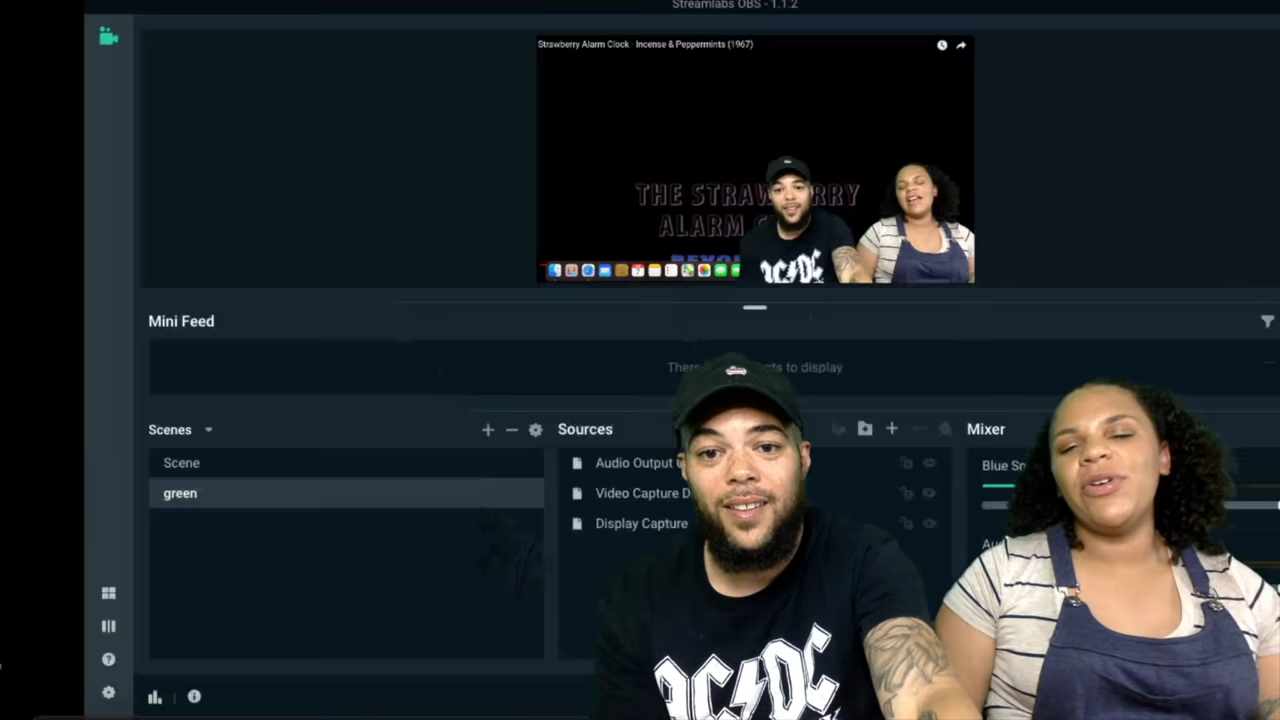 Streamlabs OBS - 1.1.2
Strawberry Alarm Clock - Incense & Peppermints (1967)
THE STRAW RRY
ALARM
Mini Feed
There ts to display
Scenes
Sources
Mixer
Scene
Audio Output
Blue Sn
green
Video Capture D
Display Capture
Au
AC/DC
AC/DC